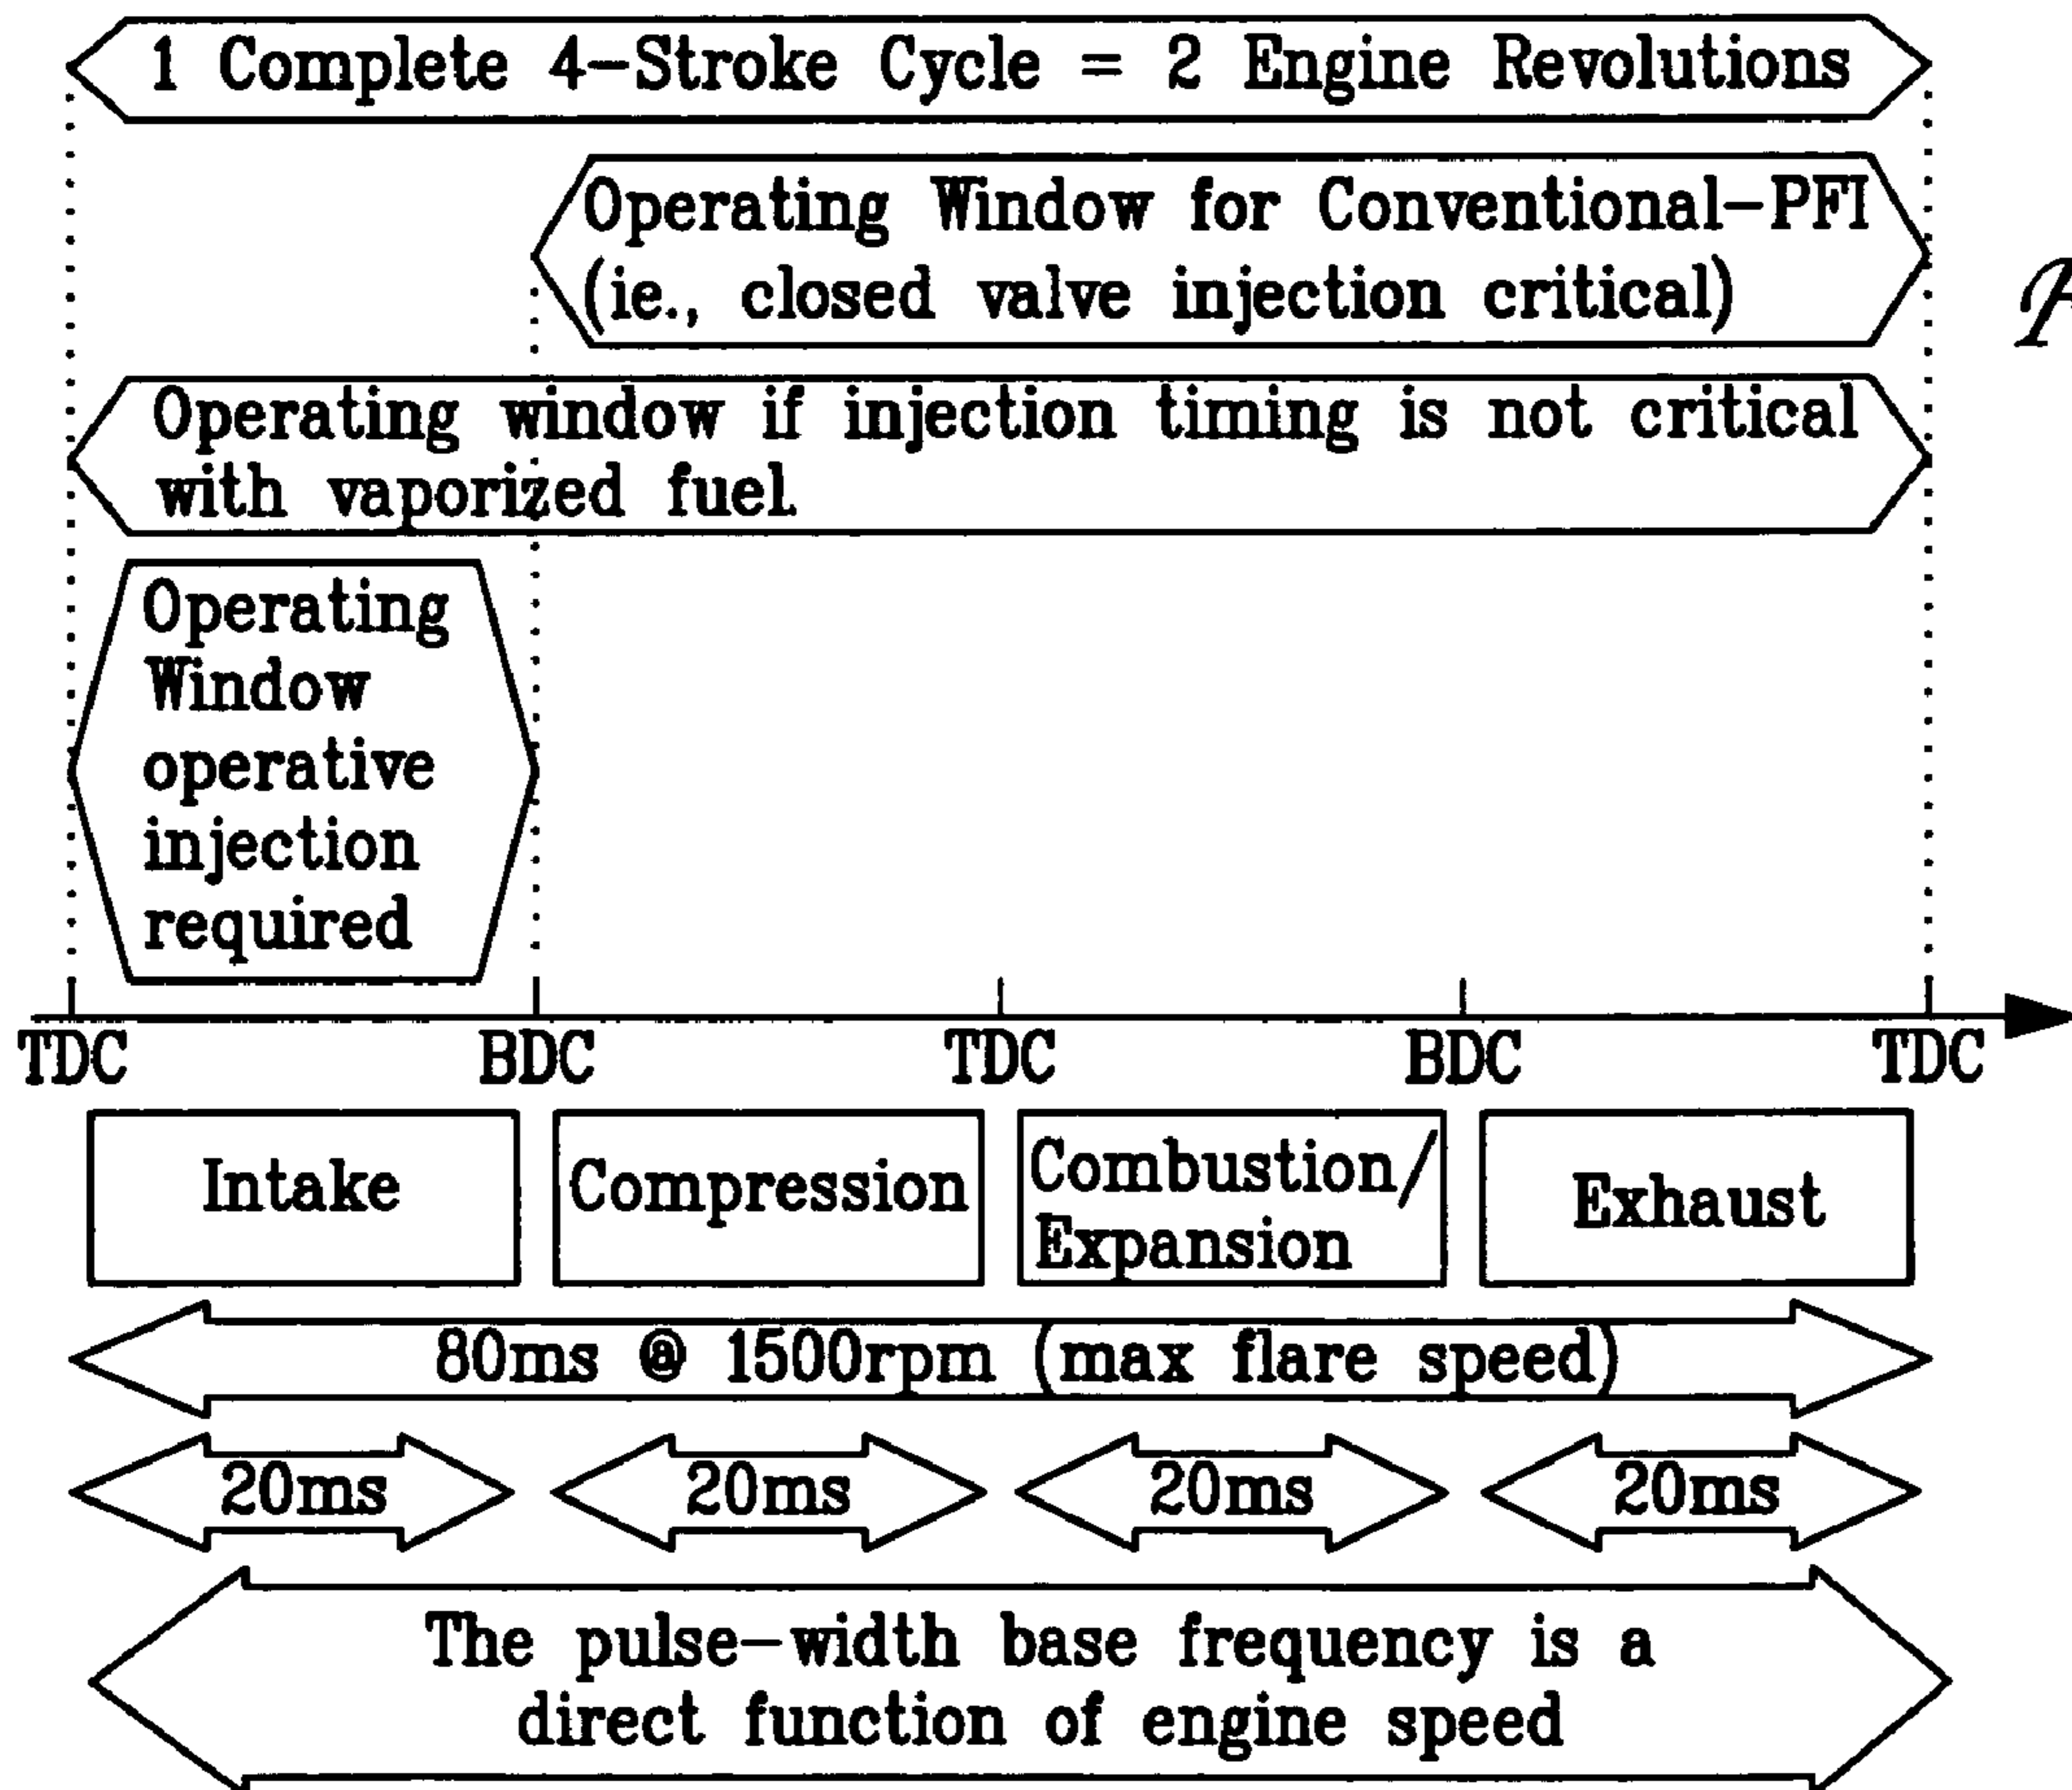 1 Complete 4-Stroke Cycle = 2 Engine Revolutions
Operating Window for Conventional-PFI
(ie., closed valve injection critical)
Operating window if injection timing is not critical
with vaporized fuel.
Operating
Window
operative
injection
required
TDC BDC TDC BDC TDC
Intake
Compression
Combustion/
Expansion
Exhaust
80ms @ 1500rpm (max flare speed)
20ms 20ms 20ms 20ms
The pulse-width base frequency is a
direct function of engine speed